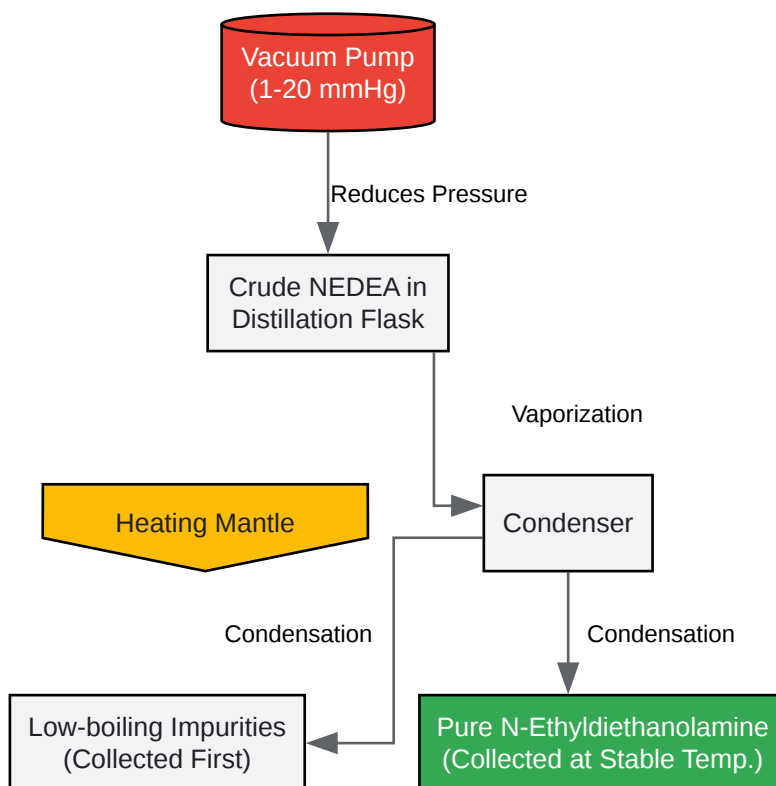 Vacuum Pump
(1-20 mmHg)
Reduces Pressure
Crude NEDEA in
Distillation Flask
Vaporization
Heating Mantle
Condenser
Condensation
Condensation
Low-boiling Impurities
(Collected First)
Pure N-Ethyldiethanolamine
(Collected at Stable Temp.)